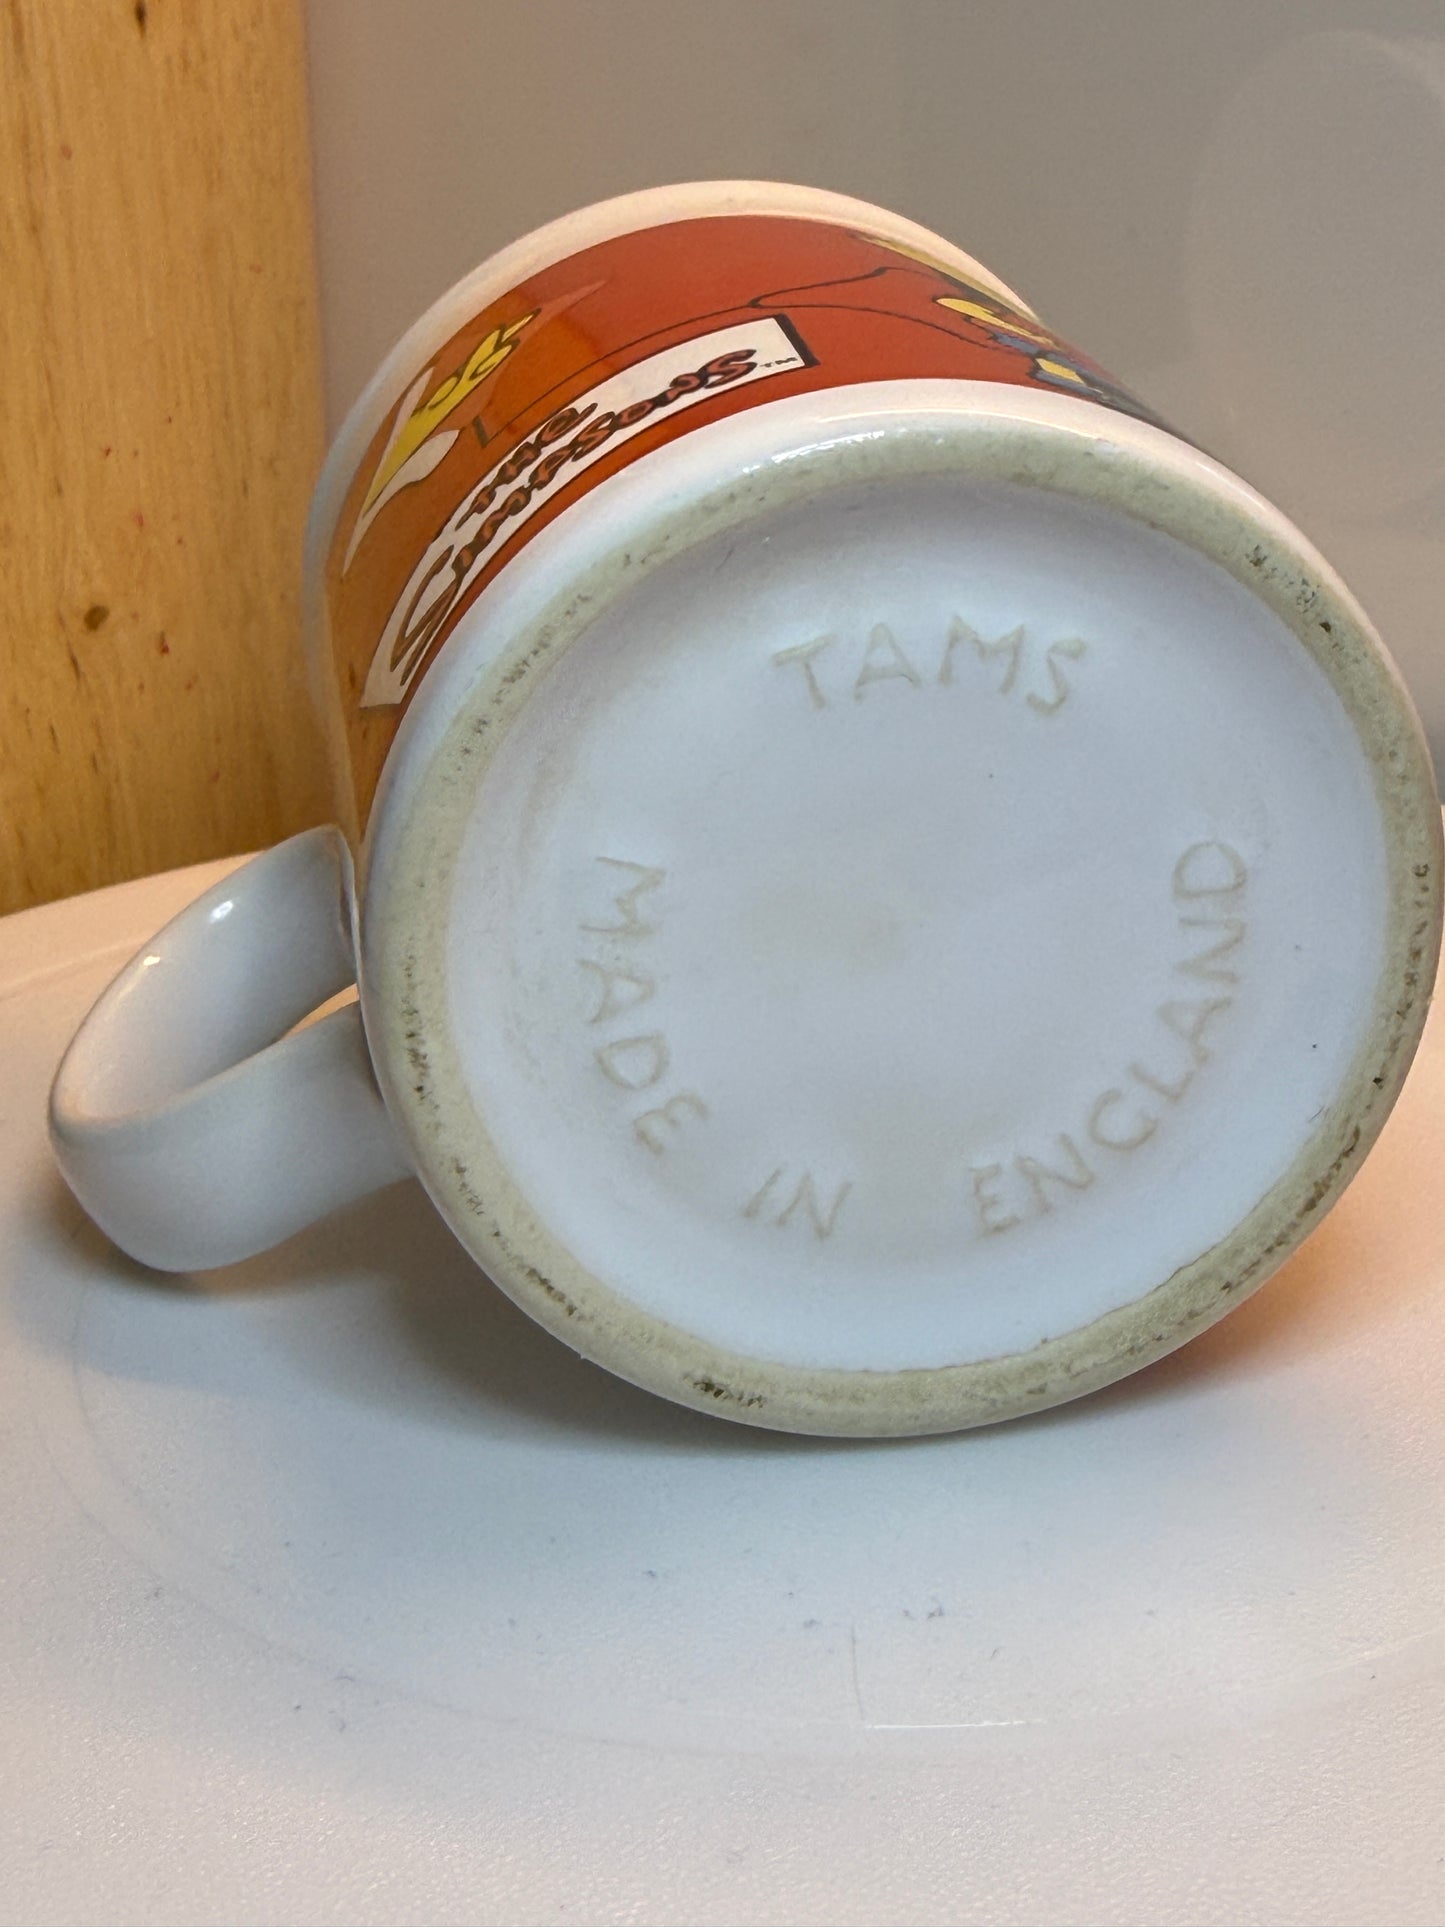 THE
SIMPSONS™
TAMS
MADE IN ENGLAND